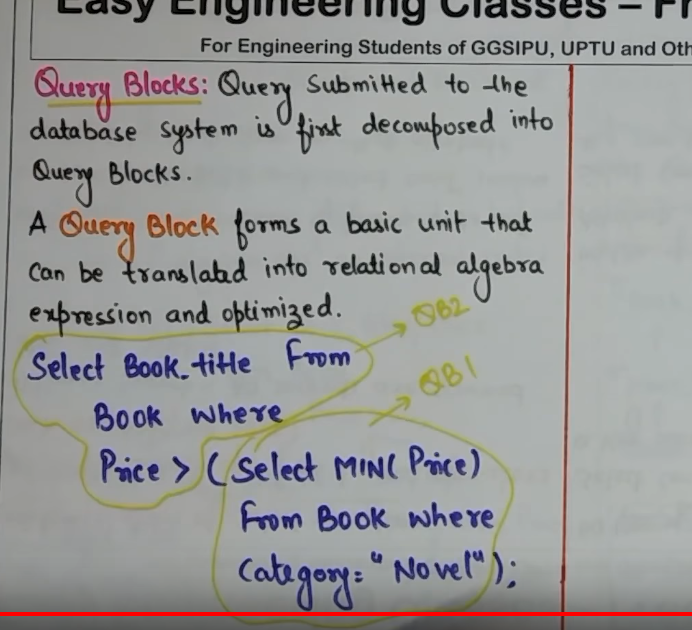 Easy Engineering Classes – Fr
For Engineering Students of GGSIPU, UPTU and Oth
Query Blocks: Query Submitted to the
database system is first decomposed into
Query Blocks.
A Query Block forms a basic unit that
can be translated into relational algebra
expression and optimized.
QB2
Select Book_title From
Book where
QB1
Price > (Select MIN(Price)
From Book where
Category="Novel");